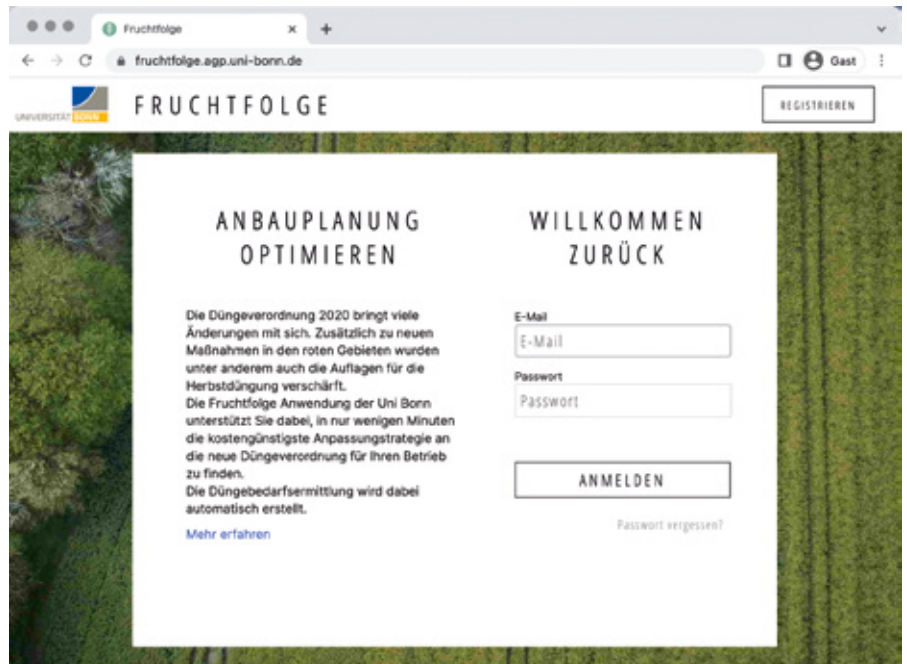 Fruchtfolge
fruchtfolge.agp.uni-bonn.de
Gast
UNIVERSITÄT BONN
FRUCHTFOLGE
REGISTRIEREN
ANBAUPLANUNG
OPTIMIEREN
Die Düngeverordnung 2020 bringt viele
Änderungen mit sich. Zusätzlich zu neuen
Maßnahmen in den roten Gebieten wurden
unter anderem auch die Auflagen für die
Herbstdüngung verschärft.
Die Fruchtfolge Anwendung der Uni Bonn
unterstützt Sie dabei, in nur wenigen Minuten
die kostengünstigste Anpassungstrategie an
die neue Düngeverordnung für Ihren Betrieb
zu finden.
Die Düngebedarfsermittlung wird dabei
automatisch erstellt.
Mehr erfahren
WILLKOMMEN
ZURÜCK
E-Mail
E-Mail
Passwort
Passwort
ANMELDEN
Passwort vergessen?